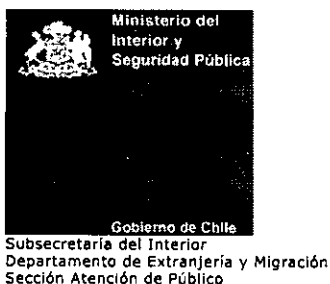 Ministerio del
Interior y
Seguridad Pública
Gobierno de Chile
Subsecretaría del Interior
Departamento de Extranjería y Migración
Sección Atención de Público